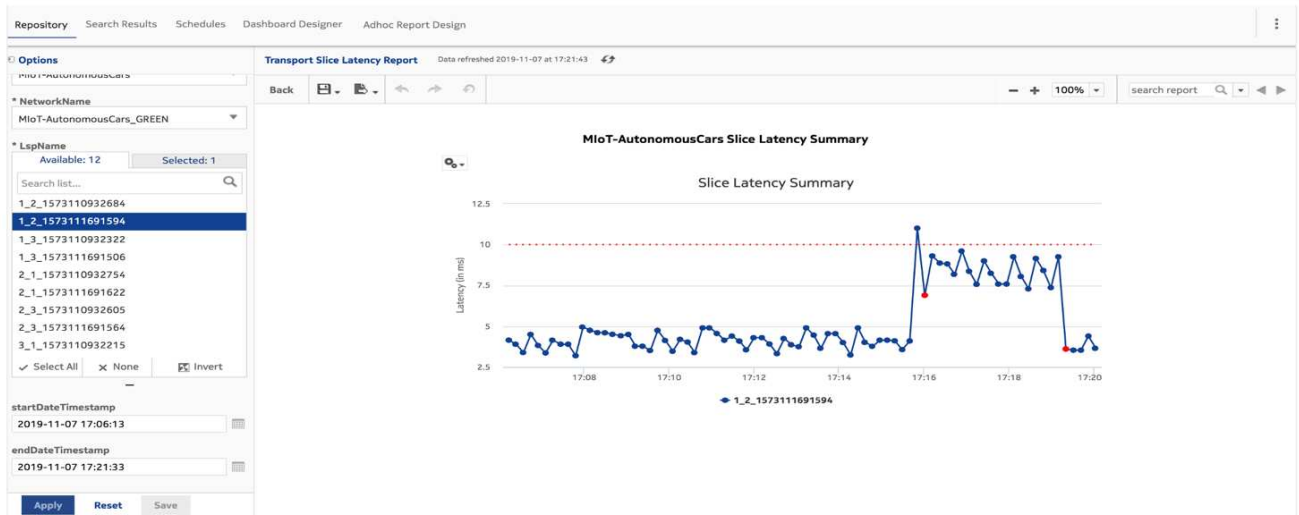 Repository Search Results Schedules Dashboard Designer Adhoc Report Design
Options
MIoT-AutonomousCars
* NetworkName
MIoT-AutonomousCars_GREEN
* LspName
Available: 12 Selected: 1
Search list...
1_2_1573110932684
1_2_1573111691594
1_3_1573110932322
1_3_1573111691506
2_1_1573110932754
2_1_1573111691622
2_3_1573110932605
2_3_1573111691564
3_1_1573110932215
Select All None Invert
startDateTimestamp
2019-11-07 17:06:13
endDateTimestamp
2019-11-07 17:21:33
Apply Reset Save
Transport Slice Latency Report Data refreshed 2019-11-07 at 17:21:43
Back 100% search report
MIoT-AutonomousCars Slice Latency Summary
Slice Latency Summary
12.5
10
7.5
5
2.5
Latency (in ms)
17:08 17:10 17:12 17:14 17:16 17:18 17:20
1_2_1573111691594